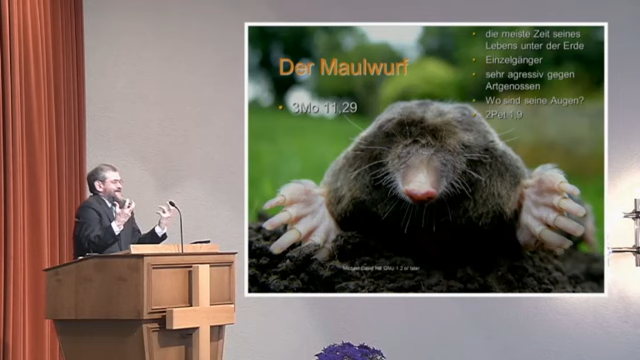 Der Maulwurf
3Mo 11,29
die meiste Zeit seines
Lebens unter der Erde
Einzelgänger
sehr agressiv gegen
Artgenossen
Wo sind seine Augen?
2Pet 1,9